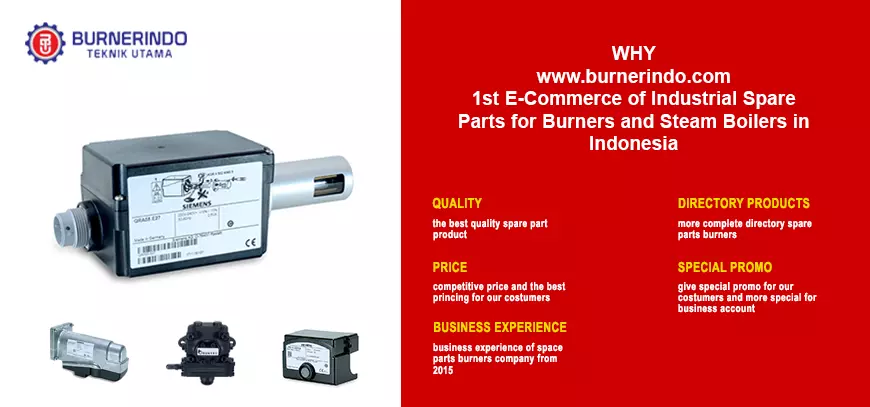 BURNERINDO
TEKNIK UTAMA
SIEMENS
Made in Germany
WHY
www.burnerindo.com
1st E-Commerce of Industrial Spare
Parts for Burners and Steam Boilers in
Indonesia
QUALITY
the best quality spare part
product
PRICE
competitive price and the best
princing for our costumers
BUSINESS EXPERIENCE
business experience of space
parts burners company from
2015
DIRECTORY PRODUCTS
more complete directory spare
parts burners
SPECIAL PROMO
give special promo for our
costumers and more special for
business account